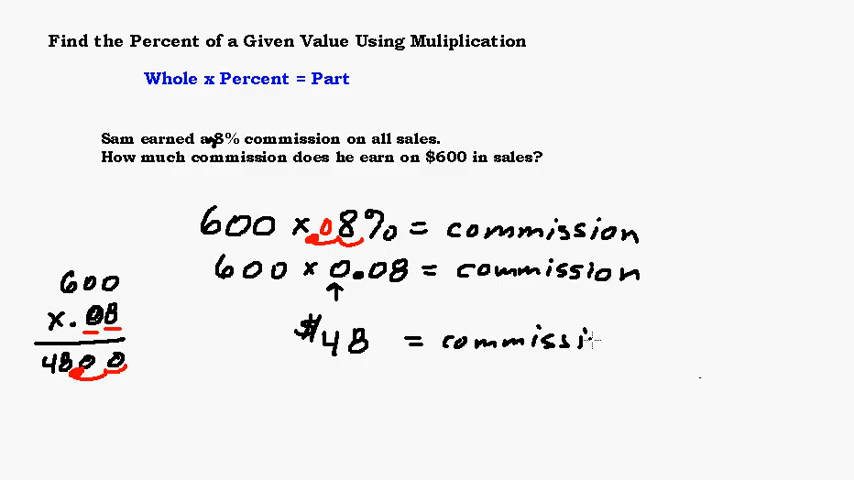 Find the Percent of a Given Value Using Muliplication
Whole x Percent = Part
Sam earned an 8% commission on all sales.
How much commission does he earn on $600 in sales?
600 x .08% = commission
600 x 0.08 = commission
600
x .08
4800
$48 = commissi